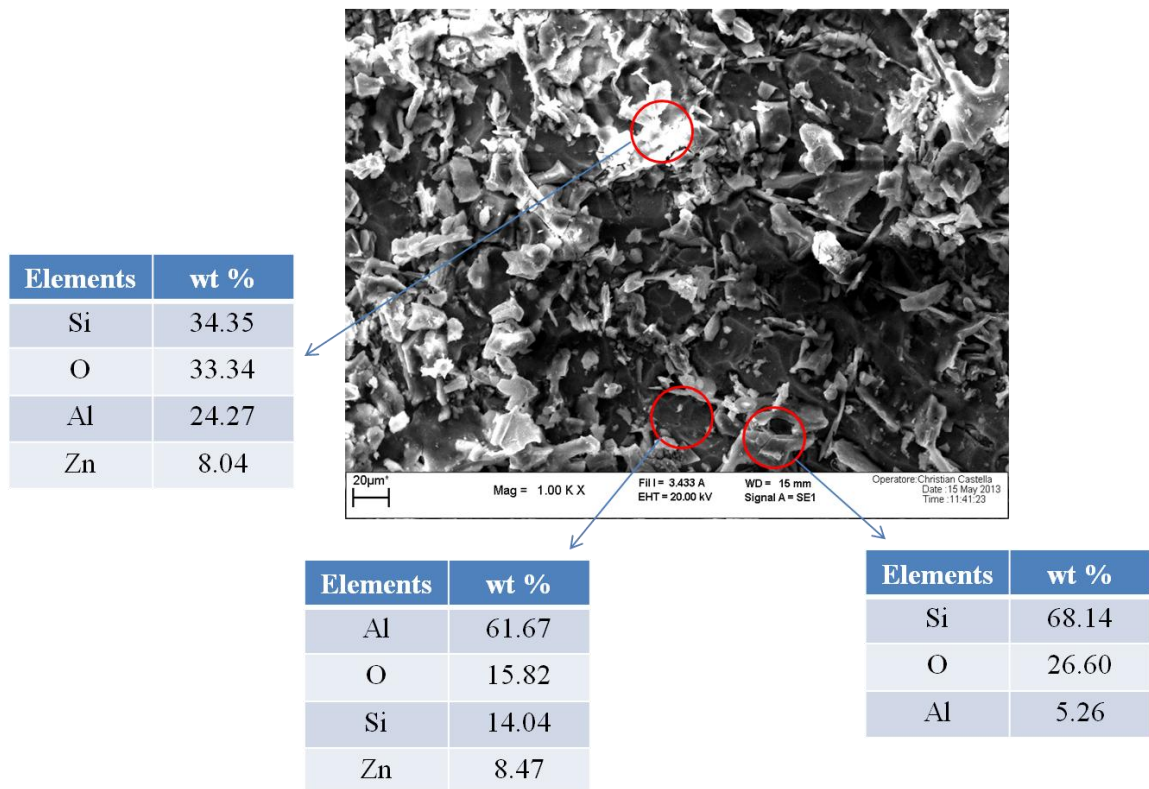 Elements wt %
Si 34.35
O 33.34
Al 24.27
Zn 8.04
20µm*
Mag = 1.00 K X
Fil I = 3.433 A
EHT = 20.00 kV
WD = 15 mm
Signal A = SE1
Operatore:Christian Castella
Date :15 May 2013
Time :11:41:23
Elements wt %
Al 61.67
O 15.82
Si 14.04
Zn 8.47
Elements wt %
Si 68.14
O 26.60
Al 5.26